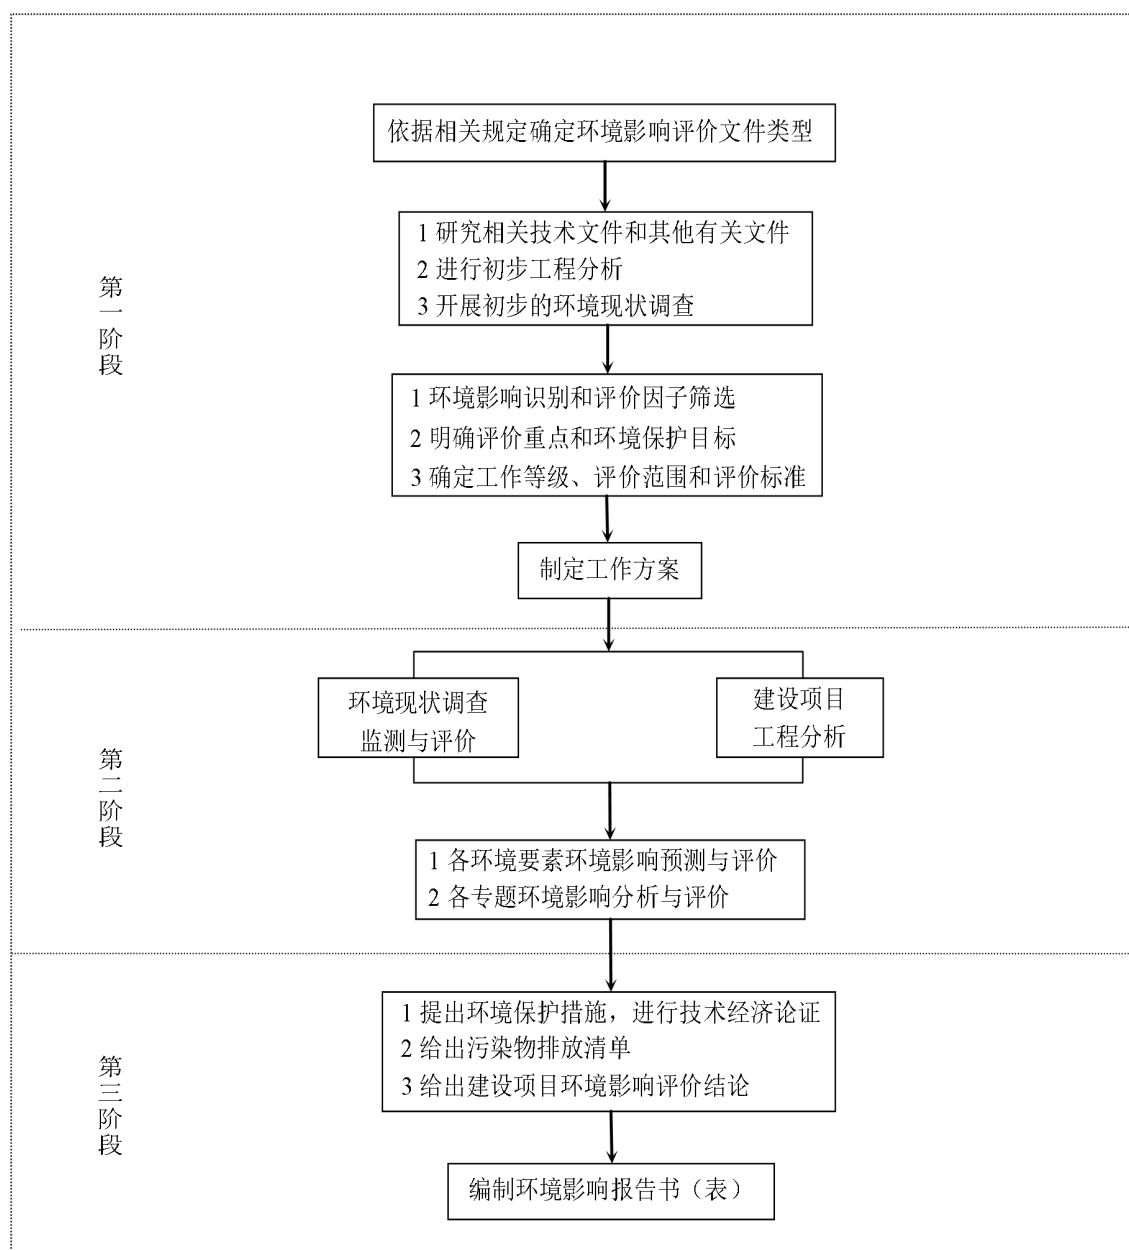 依据相关规定确定环境影响评价文件类型
1 研究相关技术文件和其他有关文件
2 进行初步工程分析
3 开展初步的环境现状调查
第一阶段
1 环境影响识别和评价因子筛选
2 明确评价重点和环境保护目标
3 确定工作等级、评价范围和评价标准
制定工作方案
环境现状调查
监测与评价
建设项目
工程分析
第二阶段
1 各环境要素环境影响预测与评价
2 各专题环境影响分析与评价
1 提出环境保护措施，进行技术经济论证
2 给出污染物排放清单
3 给出建设项目环境影响评价结论
第三阶段
编制环境影响报告书（表）